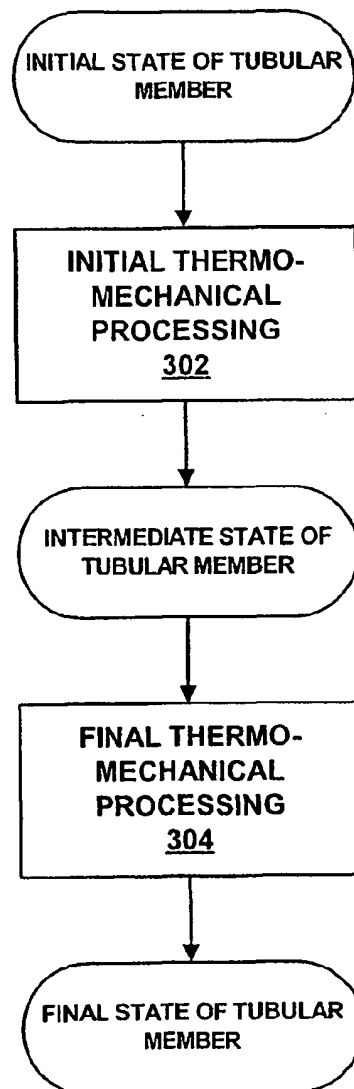 INITIAL STATE OF TUBULAR
MEMBER
INITIAL THERMO-
MECHANICAL
PROCESSING
302
INTERMEDIATE STATE OF
TUBULAR MEMBER
FINAL THERMO-
MECHANICAL
PROCESSING
304
FINAL STATE OF TUBULAR
MEMBER